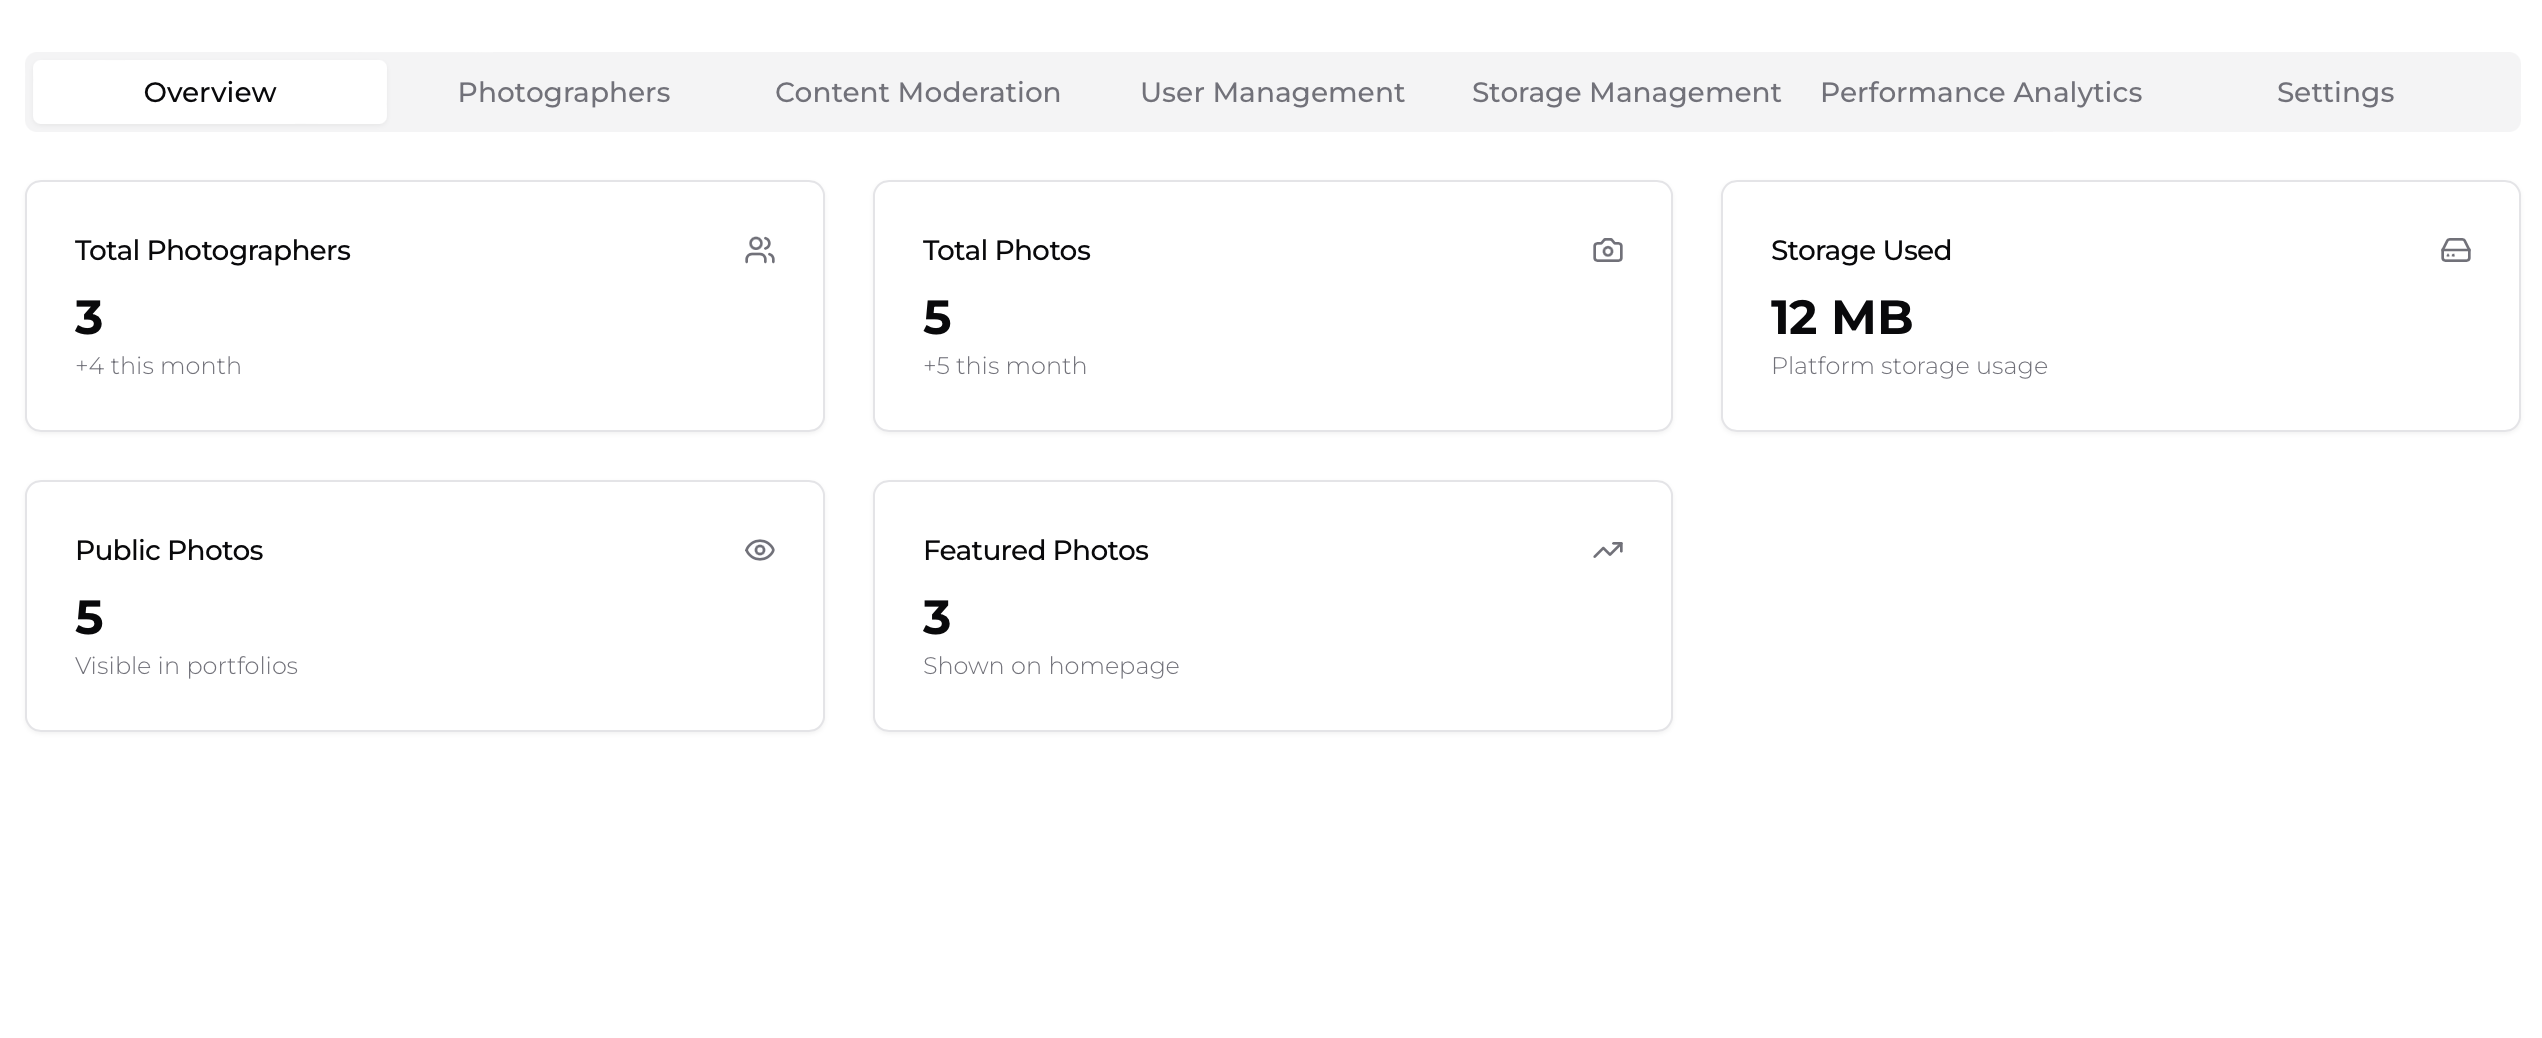 Overview Photographers Content Moderation User Management Storage Management Performance Analytics Settings
Total Photographers
3
+4 this month
Total Photos
5
+5 this month
Storage Used
12 MB
Platform storage usage
Public Photos
5
Visible in portfolios
Featured Photos
3
Shown on homepage